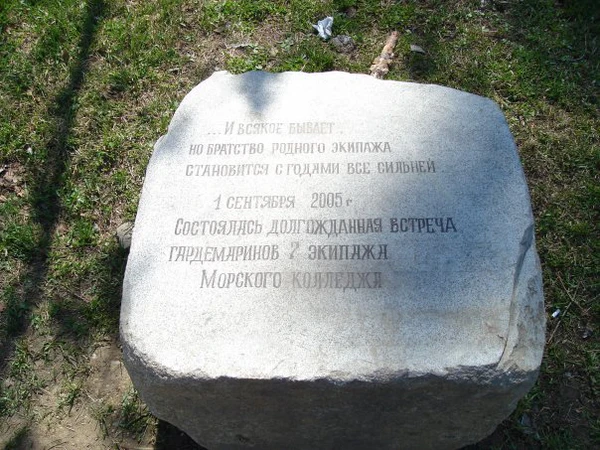 ...И ВСЯКОЕ БЫВАЕТ...
НО БРАТСТВО РОДНОГО ЭКИПАЖА
СТАНОВИТСЯ С ГОДАМИ ВСЕ СИЛЬНЕЙ
1 СЕНТЯБРЯ 2005 г
СОСТОЯЛАСЬ ДОЛГОЖДАННАЯ ВСТРЕЧА
ГАРДЕМАРИНОВ 2 ЭКИПАЖА
МОРСКОГО КОЛЛЕДЖА